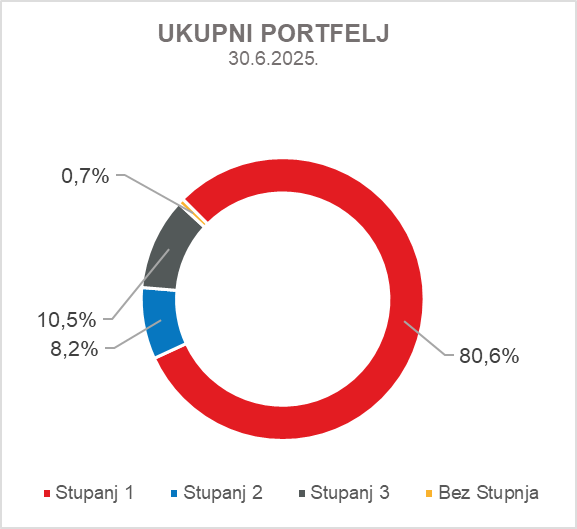 UKUPNI PORTFELJ
30.6.2025.
0,7%
10,5%
8,2%
80,6%
Stupanj 1 Stupanj 2 Stupanj 3 Bez Stupnja